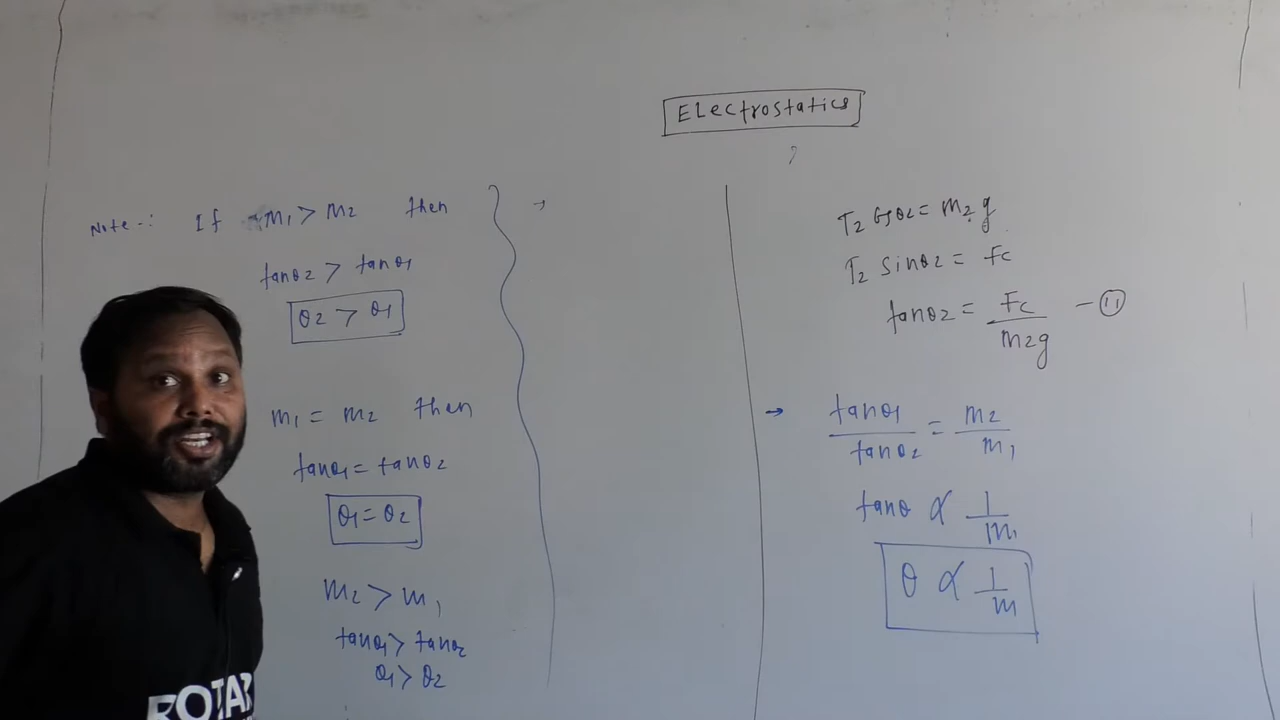 Electrostatics
Note-: If m₁ > m₂ then
tanθ₂ > tanθ₁
θ₂ > θ₁
m₁ = m₂ then
tanθ₁ = tanθ₂
θ₁ = θ₂
m₂ > m₁
tanθ₁ > tanθ₂
θ₁ > θ₂
→
T₂ cosθ₂ = m₂g
T₂ sinθ₂ = Fc
tanθ₂ = Fc / m₂g - (11)
→ tanθ₁ / tanθ₂ = m₂ / m₁
tanθ ∝ 1/m
θ ∝ 1/m